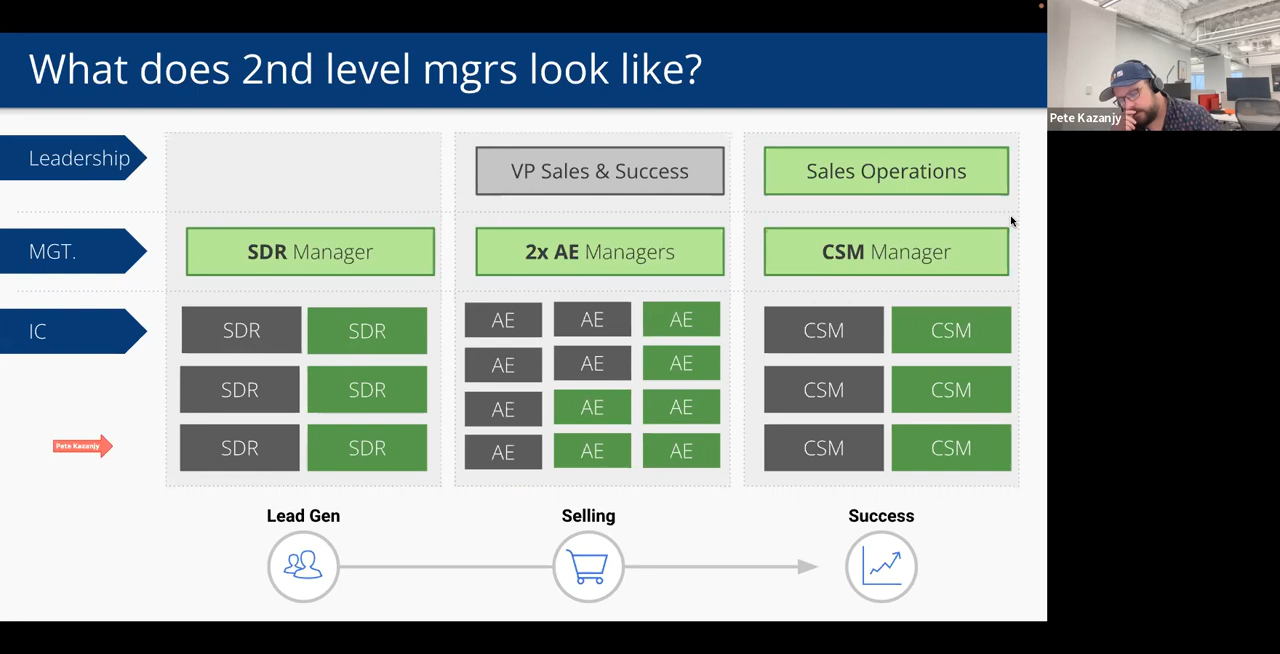 What does 2nd level mgrs look like?
Pete Kazanjy
Leadership
VP Sales & Success
Sales Operations
MGT.
SDR Manager
2x AE Managers
CSM Manager
IC
SDR SDR
AE AE AE
CSM CSM
SDR SDR
AE AE AE
CSM CSM
AE AE AE
SDR SDR
AE AE AE
CSM CSM
Pete Kazanjy
Lead Gen
Selling
Success